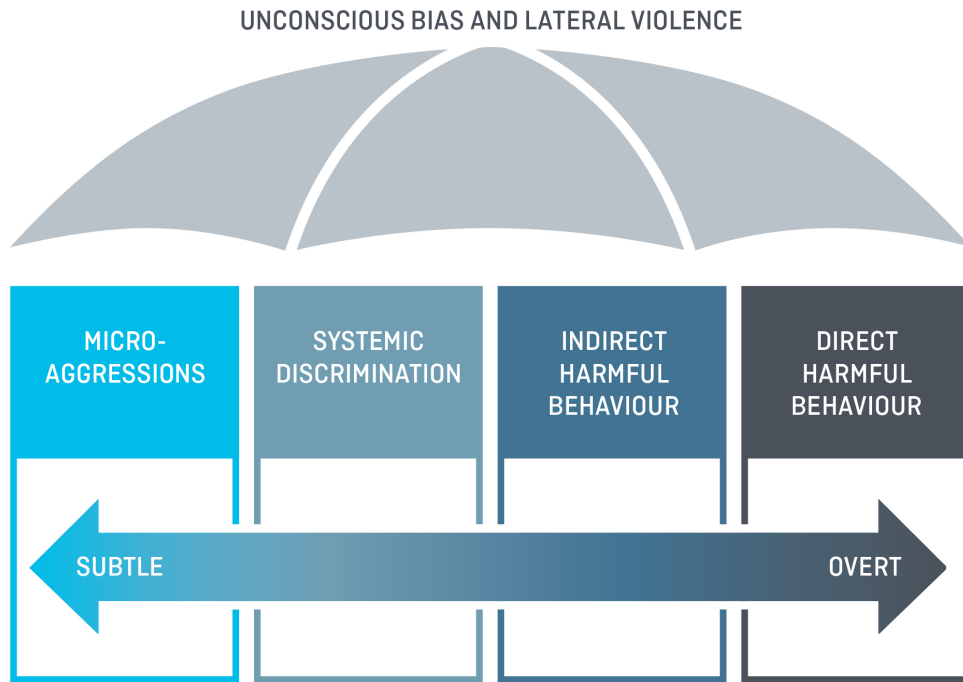 UNCONSCIOUS BIAS AND LATERAL VIOLENCE
MICRO-
AGGRESSIONS
SYSTEMIC
DISCRIMINATION
INDIRECT
HARMFUL
BEHAVIOUR
DIRECT
HARMFUL
BEHAVIOUR
SUBTLE
OVERT